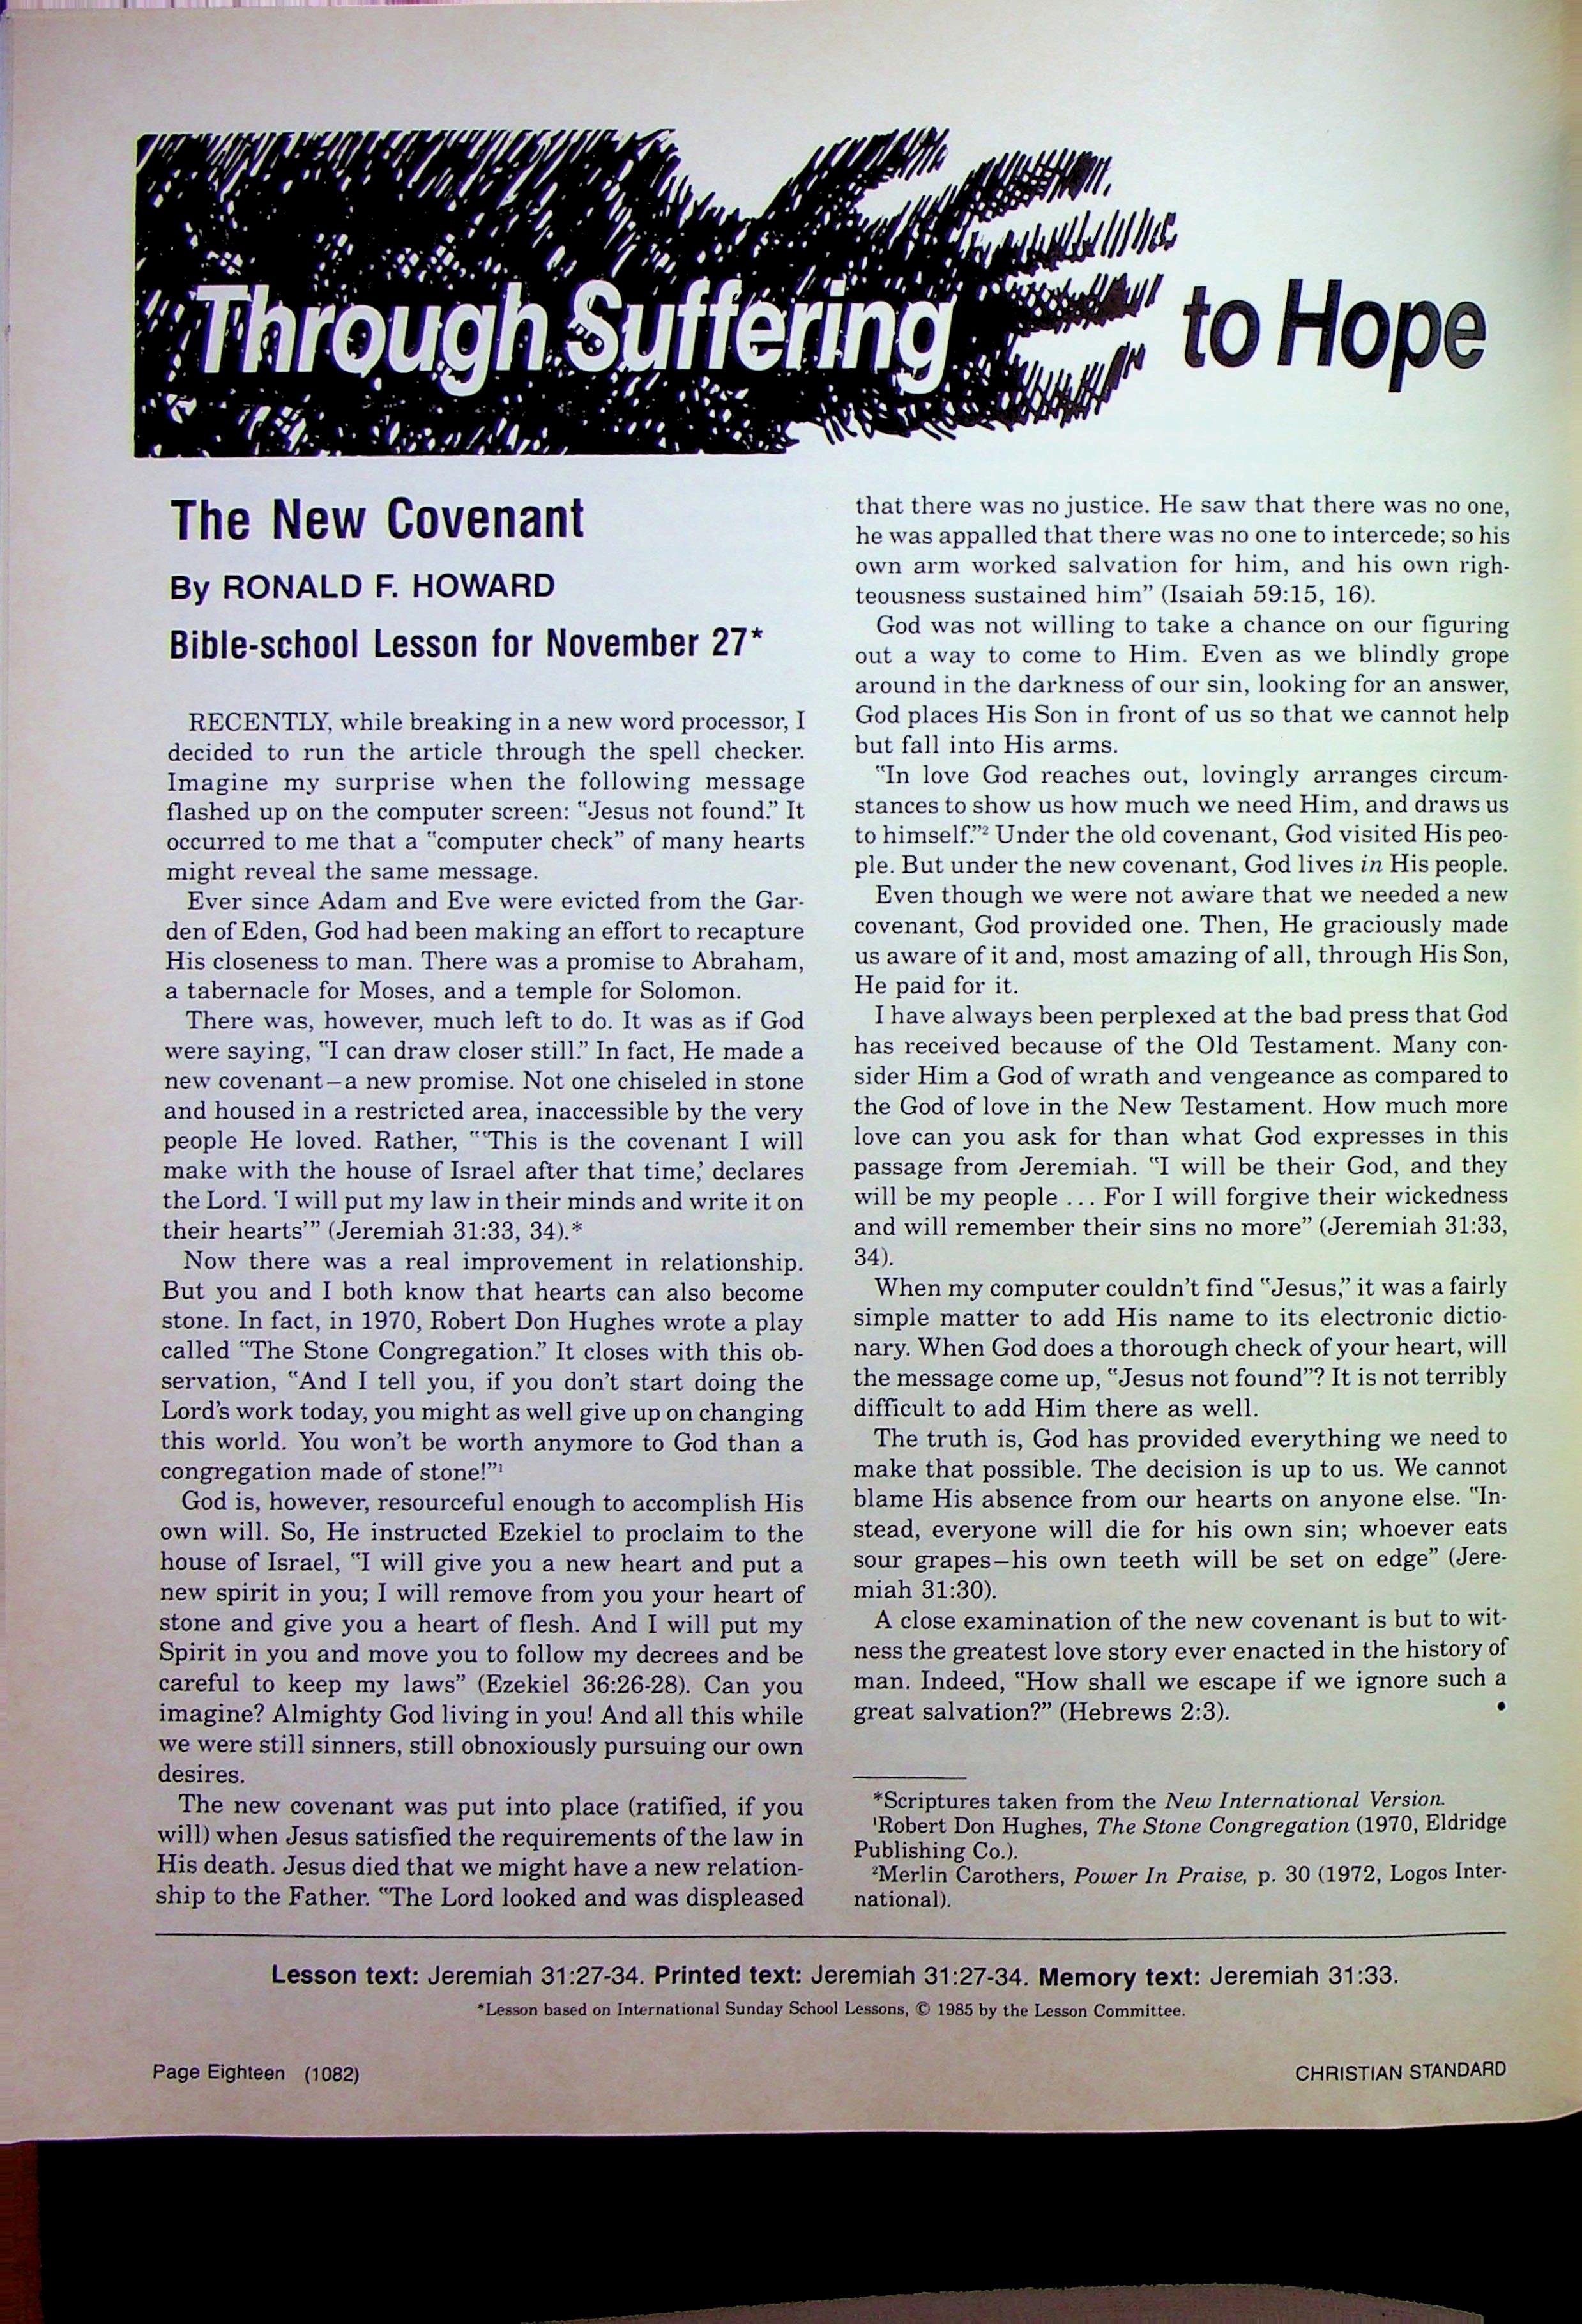 Through Suffering to Hope
The New Covenant
By RONALD F. HOWARD
Bible-school Lesson for November 27*
RECENTLY, while breaking in a new word processor, I
decided to run the article through the spell checker.
Imagine my surprise when the following message
flashed up on the computer screen: "Jesus not found." It
occurred to me that a "computer check" of many hearts
might reveal the same message.
Ever since Adam and Eve were evicted from the Gar-
den of Eden, God had been making an effort to recapture
His closeness to man. There was a promise to Abraham,
a tabernacle for Moses, and a temple for Solomon.
There was, however, much left to do. It was as if God
were saying, "I can draw closer still." In fact, He made a
new covenant—a new promise. Not one chiseled in stone
and housed in a restricted area, inaccessible by the very
people He loved. Rather, "'This is the covenant I will
make with the house of Israel after that time,' declares
the Lord. 'I will put my law in their minds and write it on
their hearts'" (Jeremiah 31:33, 34).*
Now there was a real improvement in relationship.
But you and I both know that hearts can also become
stone. In fact, in 1970, Robert Don Hughes wrote a play
called "The Stone Congregation." It closes with this ob-
servation, "And I tell you, if you don't start doing the
Lord's work today, you might as well give up on changing
this world. You won't be worth anymore to God than a
congregation made of stone!"¹
God is, however, resourceful enough to accomplish His
own will. So, He instructed Ezekiel to proclaim to the
house of Israel, "I will give you a new heart and put a
new spirit in you; I will remove from you your heart of
stone and give you a heart of flesh. And I will put my
Spirit in you and move you to follow my decrees and be
careful to keep my laws" (Ezekiel 36:26-28). Can you
imagine? Almighty God living in you! And all this while
we were still sinners, still obnoxiously pursuing our own
desires.
The new covenant was put into place (ratified, if you
will) when Jesus satisfied the requirements of the law in
His death. Jesus died that we might have a new relation-
ship to the Father. "The Lord looked and was displeased
that there was no justice. He saw that there was no one,
he was appalled that there was no one to intercede; so his
own arm worked salvation for him, and his own righ-
teousness sustained him" (Isaiah 59:15, 16).
God was not willing to take a chance on our figuring
out a way to come to Him. Even as we blindly grope
around in the darkness of our sin, looking for an answer,
God places His Son in front of us so that we cannot help
but fall into His arms.
"In love God reaches out, lovingly arranges circum-
stances to show us how much we need Him, and draws us
to himself."² Under the old covenant, God visited His peo-
ple. But under the new covenant, God lives in His people.
Even though we were not aware that we needed a new
covenant, God provided one. Then, He graciously made
us aware of it and, most amazing of all, through His Son,
He paid for it.
I have always been perplexed at the bad press that God
has received because of the Old Testament. Many con-
sider Him a God of wrath and vengeance as compared to
the God of love in the New Testament. How much more
love can you ask for than what God expresses in this
passage from Jeremiah. "I will be their God, and they
will be my people ... For I will forgive their wickedness
and will remember their sins no more" (Jeremiah 31:33,
34).
When my computer couldn't find "Jesus," it was a fairly
simple matter to add His name to its electronic dictio-
nary. When God does a thorough check of your heart, will
the message come up, "Jesus not found"? It is not terribly
difficult to add Him there as well.
The truth is, God has provided everything we need to
make that possible. The decision is up to us. We cannot
blame His absence from our hearts on anyone else. "In-
stead, everyone will die for his own sin; whoever eats
sour grapes—his own teeth will be set on edge" (Jere-
miah 31:30).
A close examination of the new covenant is but to wit-
ness the greatest love story ever enacted in the history of
man. Indeed, "How shall we escape if we ignore such a
great salvation?" (Hebrews 2:3). •
*Scriptures taken from the New International Version.
¹Robert Don Hughes, The Stone Congregation (1970, Eldridge
Publishing Co.).
²Merlin Carothers, Power In Praise, p. 30 (1972, Logos Inter-
national).
Lesson text: Jeremiah 31:27-34. Printed text: Jeremiah 31:27-34. Memory text: Jeremiah 31:33.
*Lesson based on International Sunday School Lessons, © 1985 by the Lesson Committee.
Page Eighteen (1082)
CHRISTIAN STANDARD